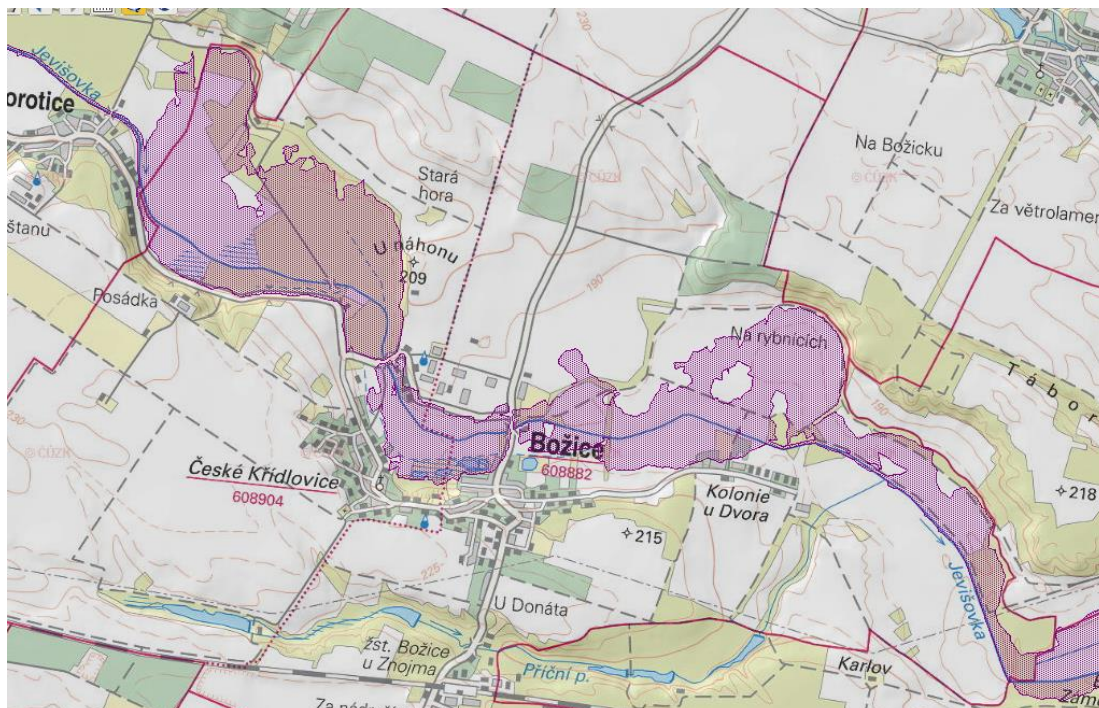 230
Jevišovka
orotice
Na Božicku
© ČÚZK
© ČÚZK
Stará
hora
Za větrolamem
štanu
U náhonu
209
190
Posádka
Na rybnících
Tábor
230
190
© ČÚZK
Božice
608882
České Křídlovice
608904
218
Kolonie
u Dvora
215
225
Jevišovka
U Donáta
žst. Božice
u Znojma
Příční p.
Karlov